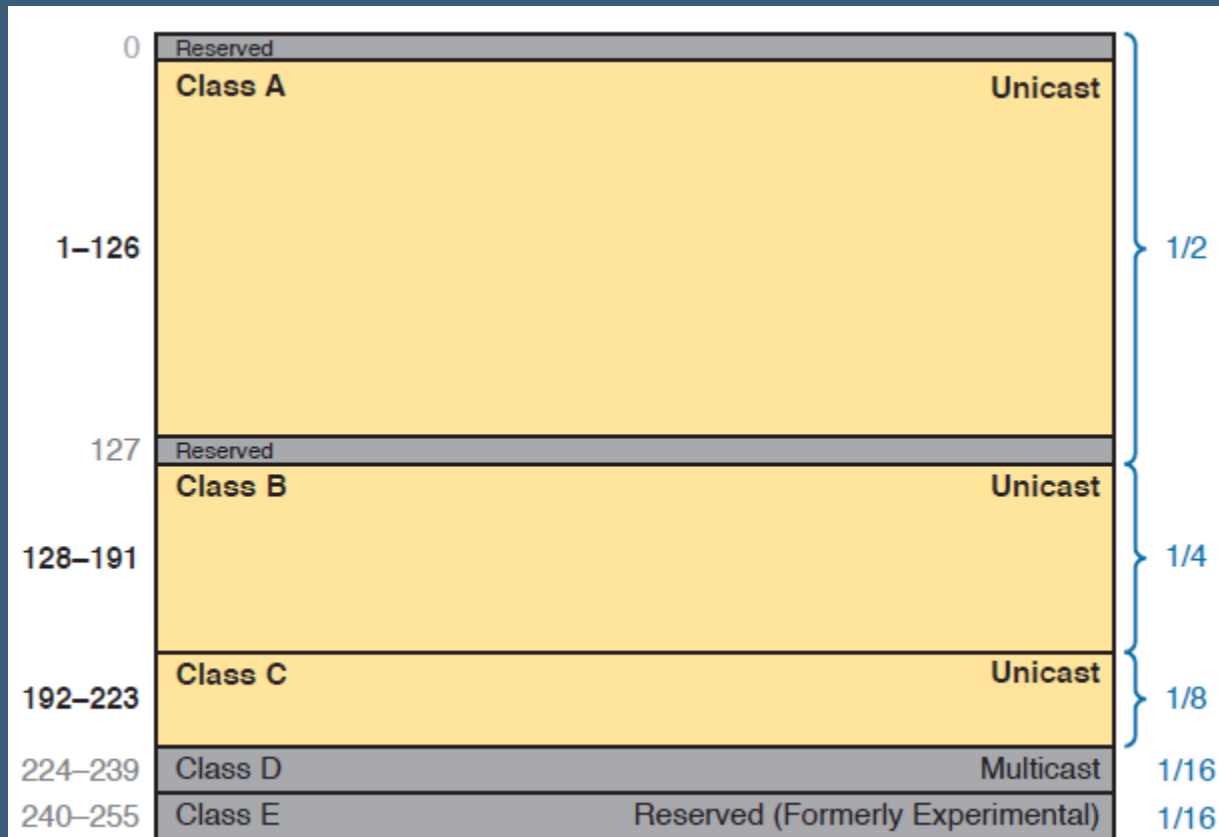 0 Reserved
Class A Unicast
1–126 1/2
127 Reserved
Class B Unicast
128–191 1/4
Class C Unicast
192–223 1/8
224–239 Class D Multicast 1/16
240–255 Class E Reserved (Formerly Experimental) 1/16